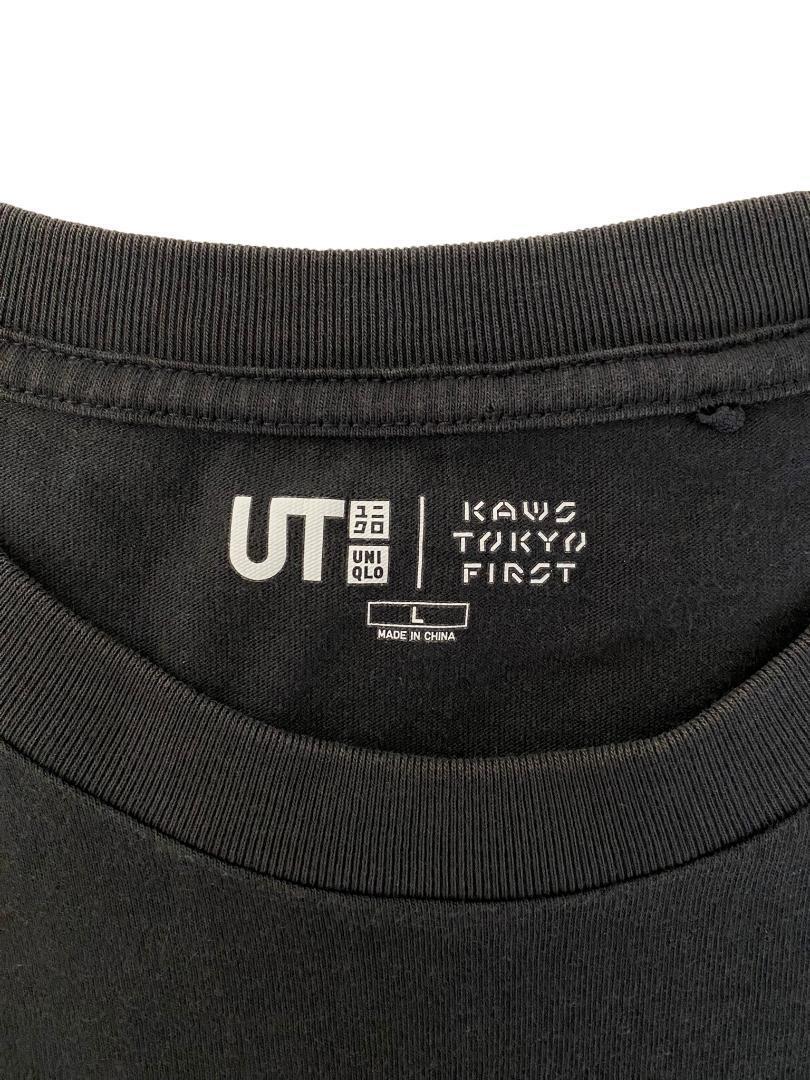 UT
ユニ
クロ
UNI
QLO
KAWS
TOKYO
FIRST
L
MADE IN CHINA